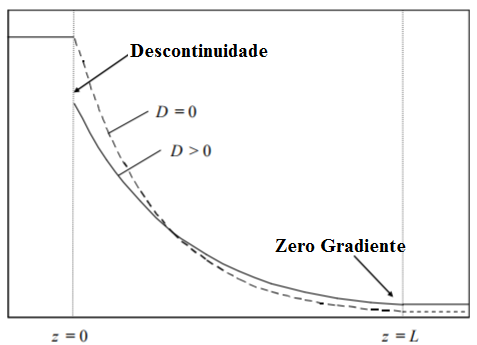 Descontinuidade
D = 0
D > 0
Zero Gradiente
z = 0
z = L